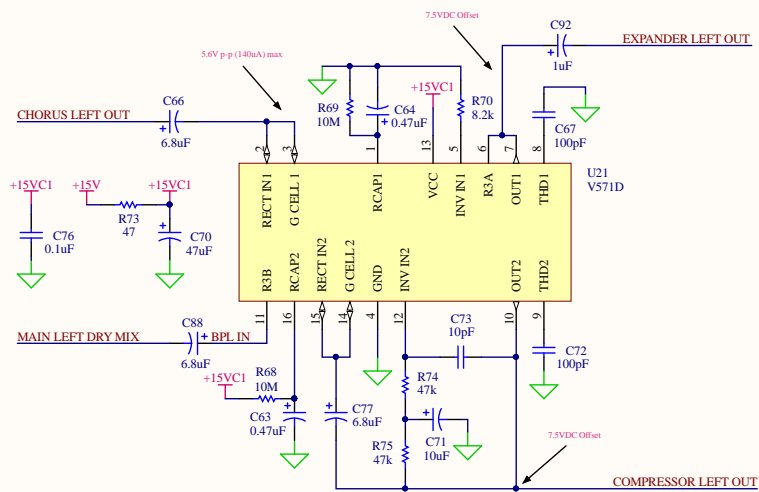 7.5VDC Offset
C92
1uF
EXPANDER LEFT OUT
5.6V p-p (140uA) max
C66
6.8uF
CHORUS LEFT OUT
R69
10M
C64
0.47uF
+15VC1
R70
8.2k
C67
100pF
2
3
1
13
5
6
7
8
RECT IN1
G CELL 1
RCAP1
VCC
INV IN1
R3A
OUT1
THD1
U21
V571D
+15VC1
+15V
+15VC1
R73
47
C76
0.1uF
C70
47uF
R3B
RCAP2
RECT IN2
G CELL 2
GND
INV IN2
OUT2
THD2
11
16
15
14
4
12
10
9
MAIN LEFT DRY MIX
C88
6.8uF
BPL IN
C73
10pF
C72
100pF
+15VC1
R68
10M
C63
0.47uF
C77
6.8uF
R74
47k
C71
10uF
R75
47k
7.5VDC Offset
COMPRESSOR LEFT OUT